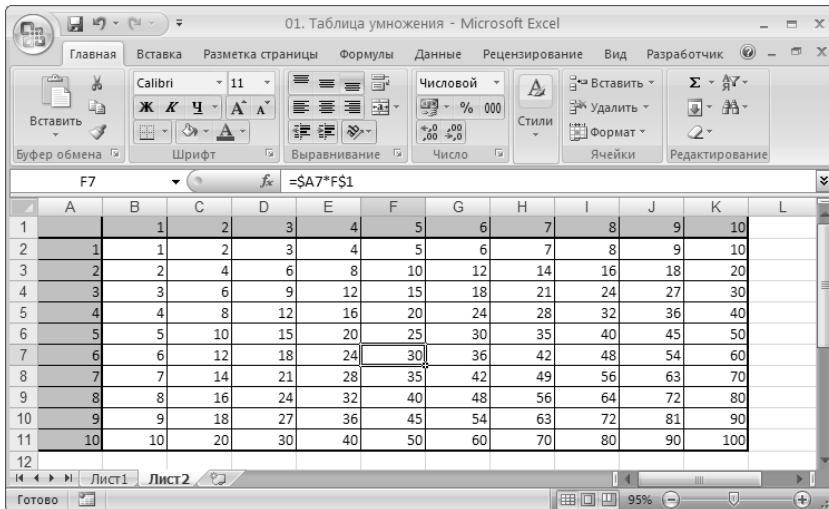 01. Таблица умножения - Microsoft Excel
Главная Вставка Разметка страницы Формулы Данные Рецензирование Вид Разработчик
Вставить
Буфер обмена
Calibri 11
Ж К Ч А А
А
Шрифт
Выравнивание
Числовой
% 000
,00 ,00
Число
Стили
Вставить
Удалить
Формат
Ячейки
Σ
Редактирование
F7 fx =$A7*F$1
A B C D E F G H I J K L
1 1 2 3 4 5 6 7 8 9 10
2 1 1 2 3 4 5 6 7 8 9 10
3 2 2 4 6 8 10 12 14 16 18 20
4 3 3 6 9 12 15 18 21 24 27 30
5 4 4 8 12 16 20 24 28 32 36 40
6 5 5 10 15 20 25 30 35 40 45 50
7 6 6 12 18 24 30 36 42 48 54 60
8 7 7 14 21 28 35 42 49 56 63 70
9 8 8 16 24 32 40 48 56 64 72 80
10 9 9 18 27 36 45 54 63 72 81 90
11 10 10 20 30 40 50 60 70 80 90 100
12
Лист1 Лист2
Готово 95%